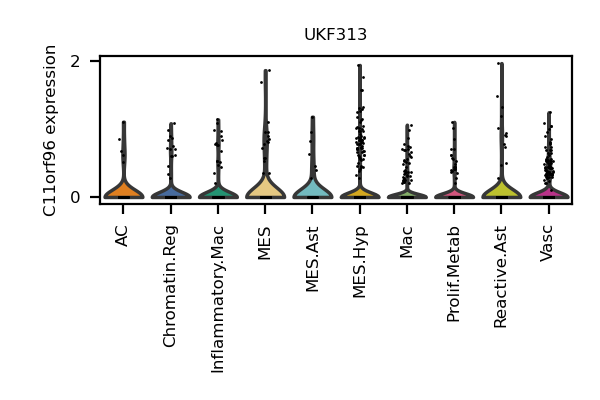 UKF313
C11orf96 expression
2
0
AC
Chromatin.Reg
Inflammatory.Mac
MES
MES.Ast
MES.Hyp
Mac
Prolif.Metab
Reactive.Ast
Vasc